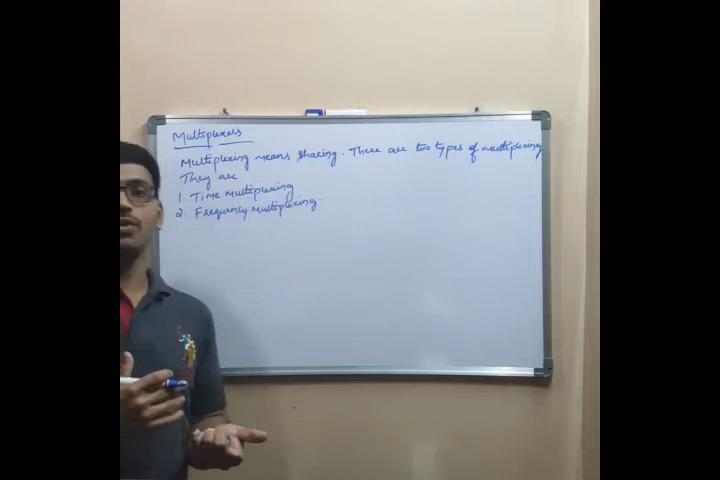 Multiplexers
Multiplexing means sharing. There are two types of multiplexing
They are
1. Time Multiplexing
2. Frequency Multiplexing.